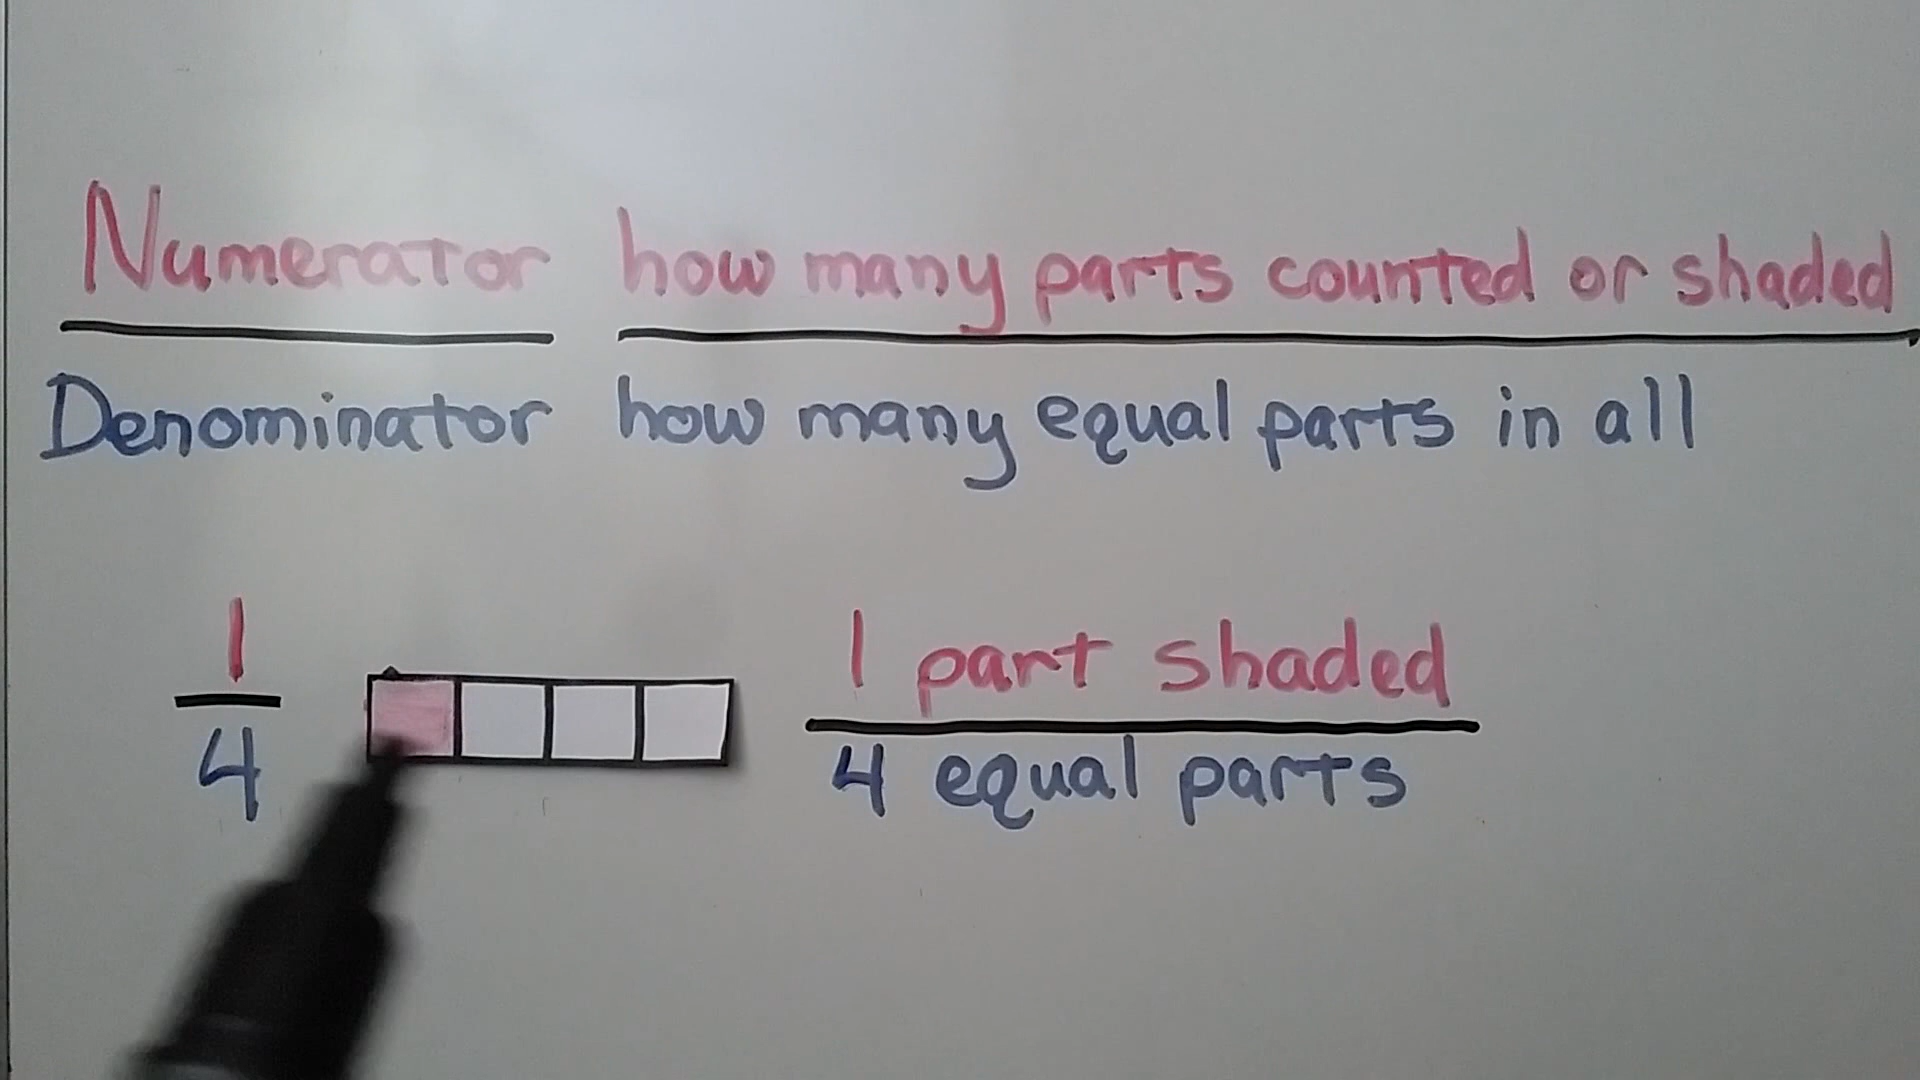 Numerator how many parts counted or shaded
Denominator how many equal parts in all
1 1 part shaded
4 4 equal parts